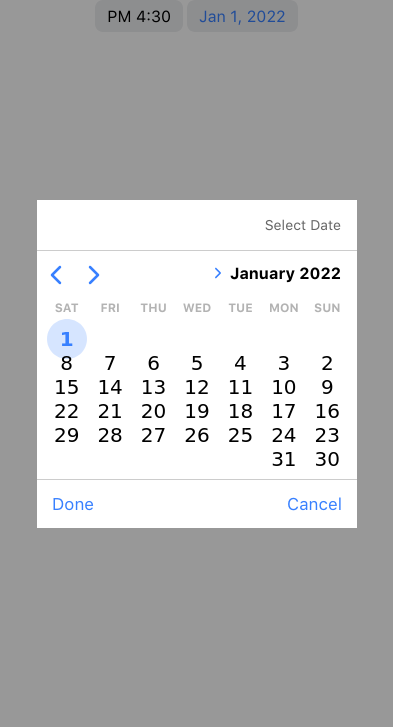 PM 4:30 Jan 1, 2022
Select Date
January 2022
SAT FRI THU WED TUE MON SUN
1
8 7 6 5 4 3 2
15 14 13 12 11 10 9
22 21 20 19 18 17 16
29 28 27 26 25 24 23
31 30
Done Cancel